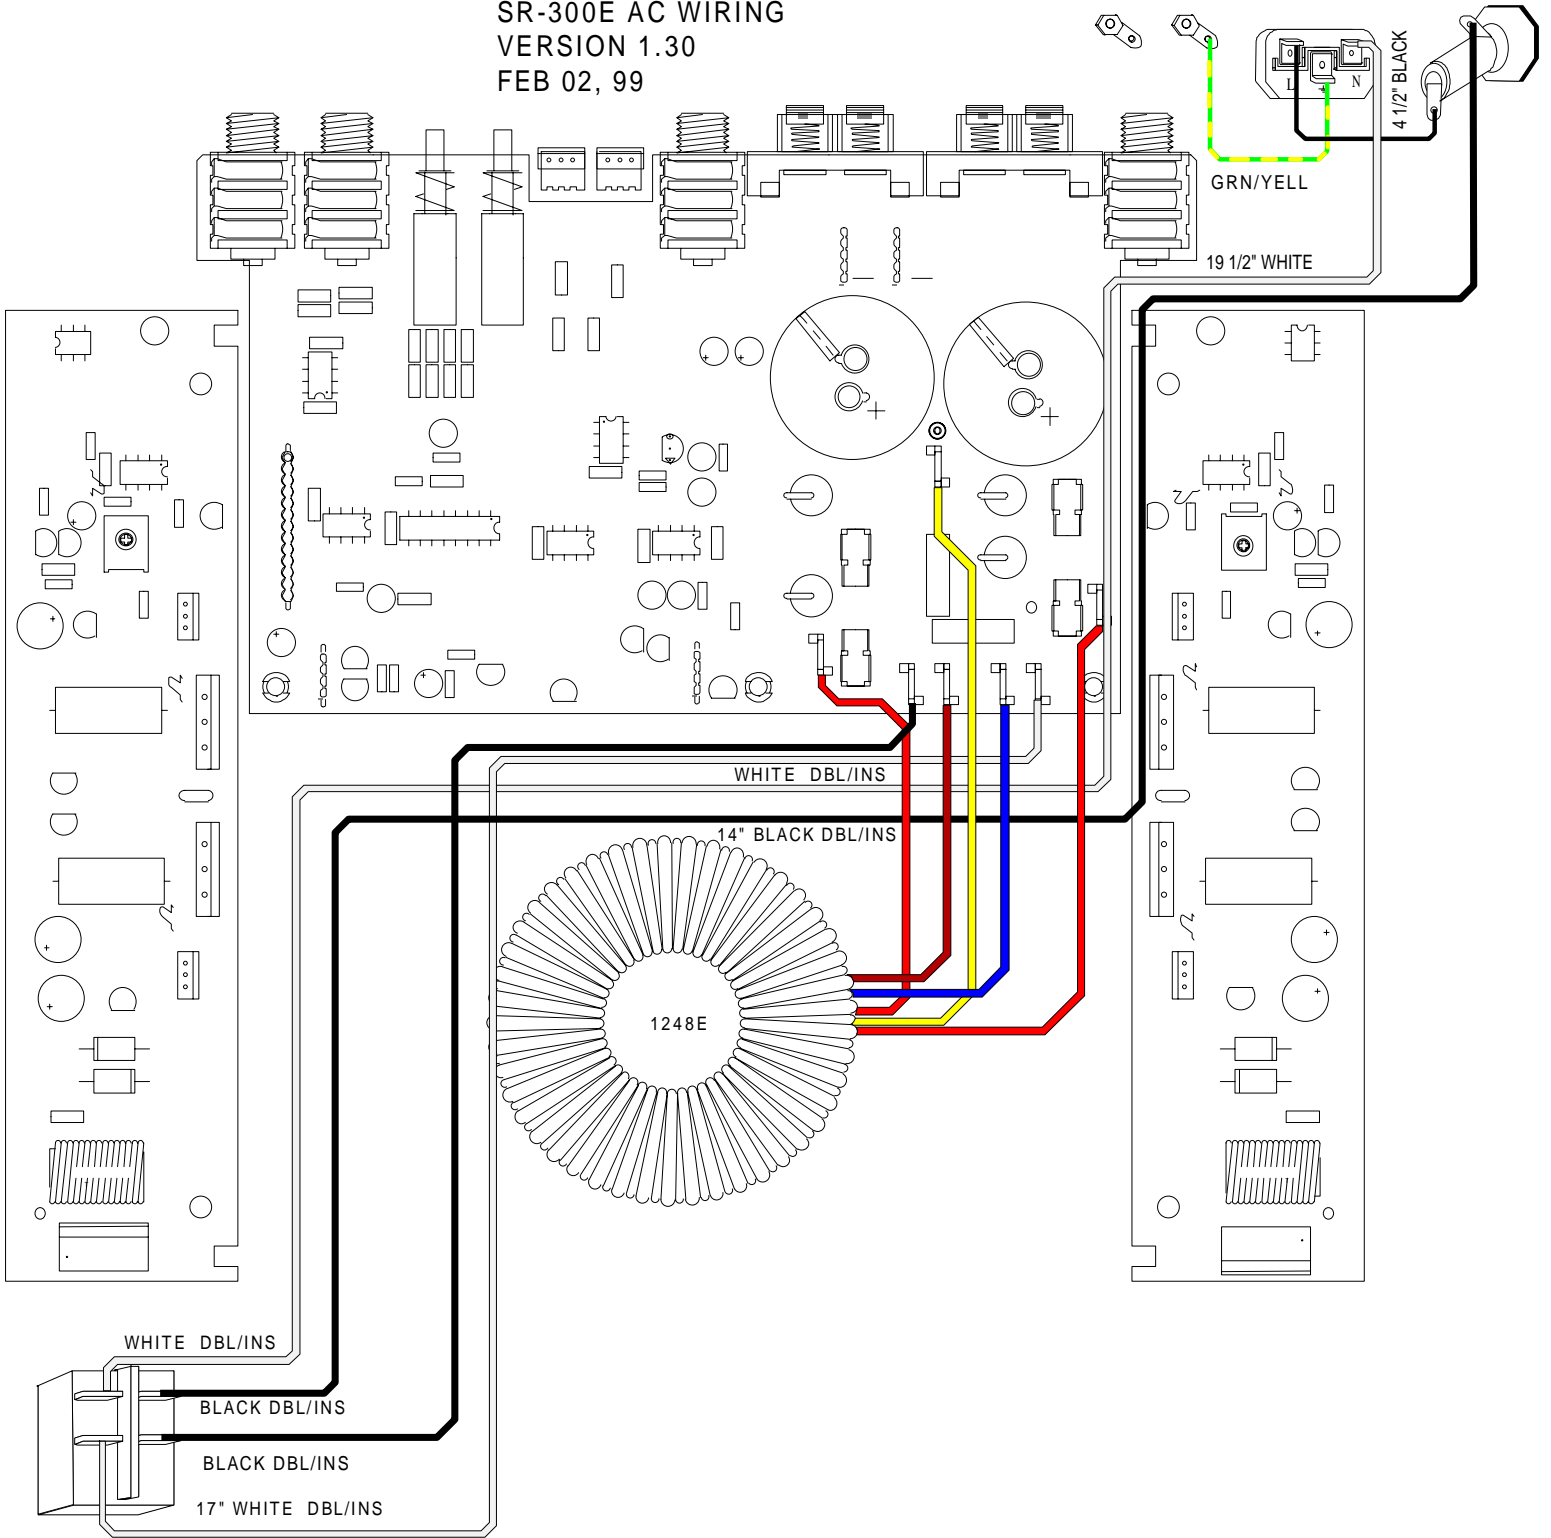 SR-300E AC WIRING
VERSION 1.30
FEB 02, 99
L
N
4 1/2" BLACK
GRN/YELL
19 1/2" WHITE
WHITE DBL/INS
14" BLACK DBL/INS
1248E
WHITE DBL/INS
BLACK DBL/INS
BLACK DBL/INS
17" WHITE DBL/INS